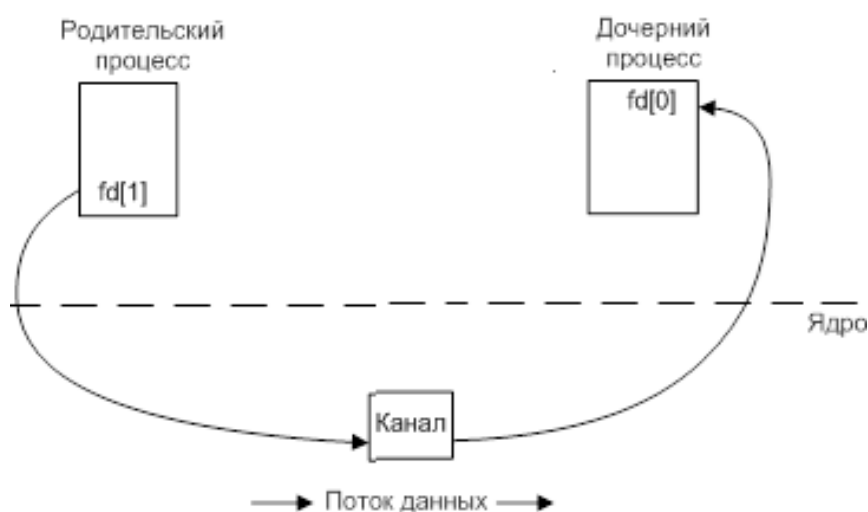 Родительский
процесс
Дочерний
процесс
fd[0]
fd[1]
Ядро
Канал
Поток данных